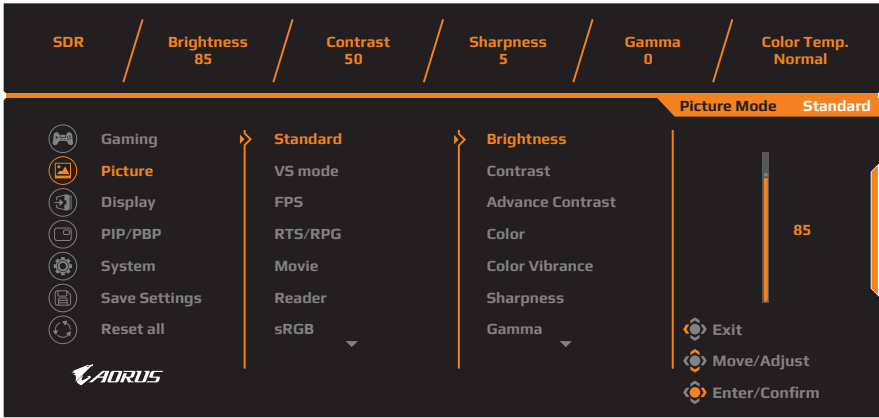 SDR Brightness Contrast Sharpness Gamma Color Temp.
85 50 5 0 Normal
Picture Mode Standard
Gaming Standard Brightness
Picture VS mode Contrast
Display FPS Advance Contrast
PIP/PBP RTS/RPG Color 85
System Movie Color Vibrance
Save Settings Reader Sharpness
Reset all sRGB Gamma Exit
Move/Adjust
AORUS
Enter/Confirm